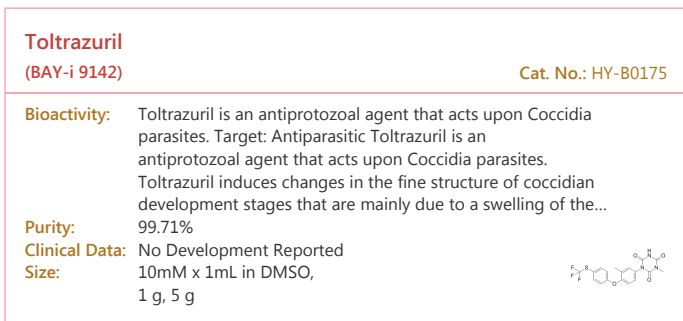 Toltrazuril
(BAY-i 9142)
Cat. No.: HY-B0175
Bioactivity: Toltrazuril is an antiprotozoal agent that acts upon Coccidia
parasites. Target: Antiparasitic Toltrazuril is an
antiprotozoal agent that acts upon Coccidia parasites.
Toltrazuril induces changes in the fine structure of coccidian
development stages that are mainly due to a swelling of the...
Purity: 99.71%
Clinical Data: No Development Reported
Size: 10mM x 1mL in DMSO,
1 g, 5 g